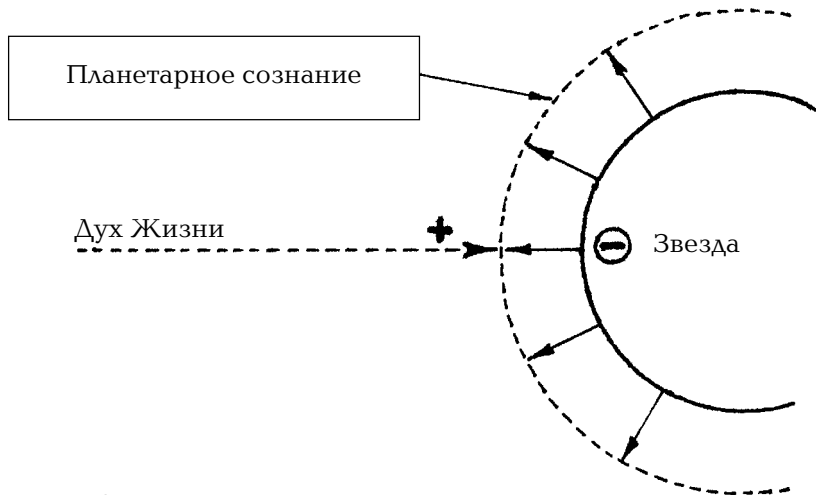 Планетарное сознание
Дух Жизни
+
− Звезда